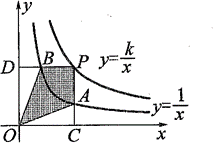 y
D B P y=k/x
A
y=1/x
O C x